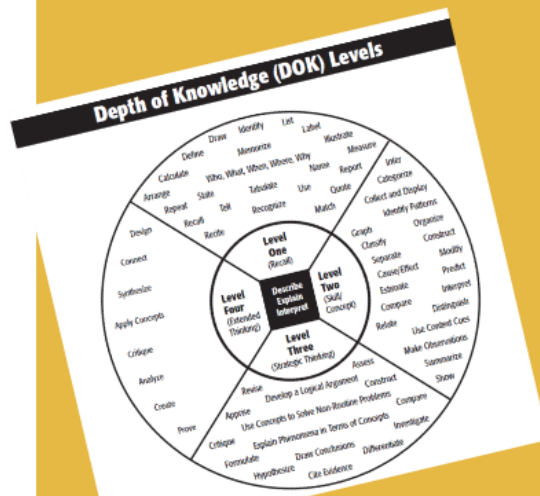 Depth of Knowledge (DOK) Levels
Draw Identify List Label Illustrate
Define Memorize Measure
Calculate Who, What, When, Where, Why
Arrange Repeat State Tabulate Name Report
Tell Use Quote
Recall Recognize Match
Recite
Infer
Categorize
Collect and Display
Identify Patterns
Graph Organize
Classify Construct
Separate Modify
Cause/Effect Predict
Estimate Interpret
Compare Distinguish
Relate Use Context Cues
Make Observations
Summarize
Show
Design
Connect
Synthesize
Apply Concepts
Critique
Analyze
Create
Prove
Level
One
(Recall)
Level
Two
(Skill/
Concept)
Level
Four
(Extended
Thinking)
Describe
Explain
Interpret
Level
Three
(Strategic Thinking)
Revise Assess
Develop a Logical Argument
Appose Construct
Use Concepts to Solve Non-Routine Problems
Critique Compare
Explain Phenomena in Terms of Concepts
Formulate Investigate
Draw Conclusions
Hypothesize Differentiate
Cite Evidence